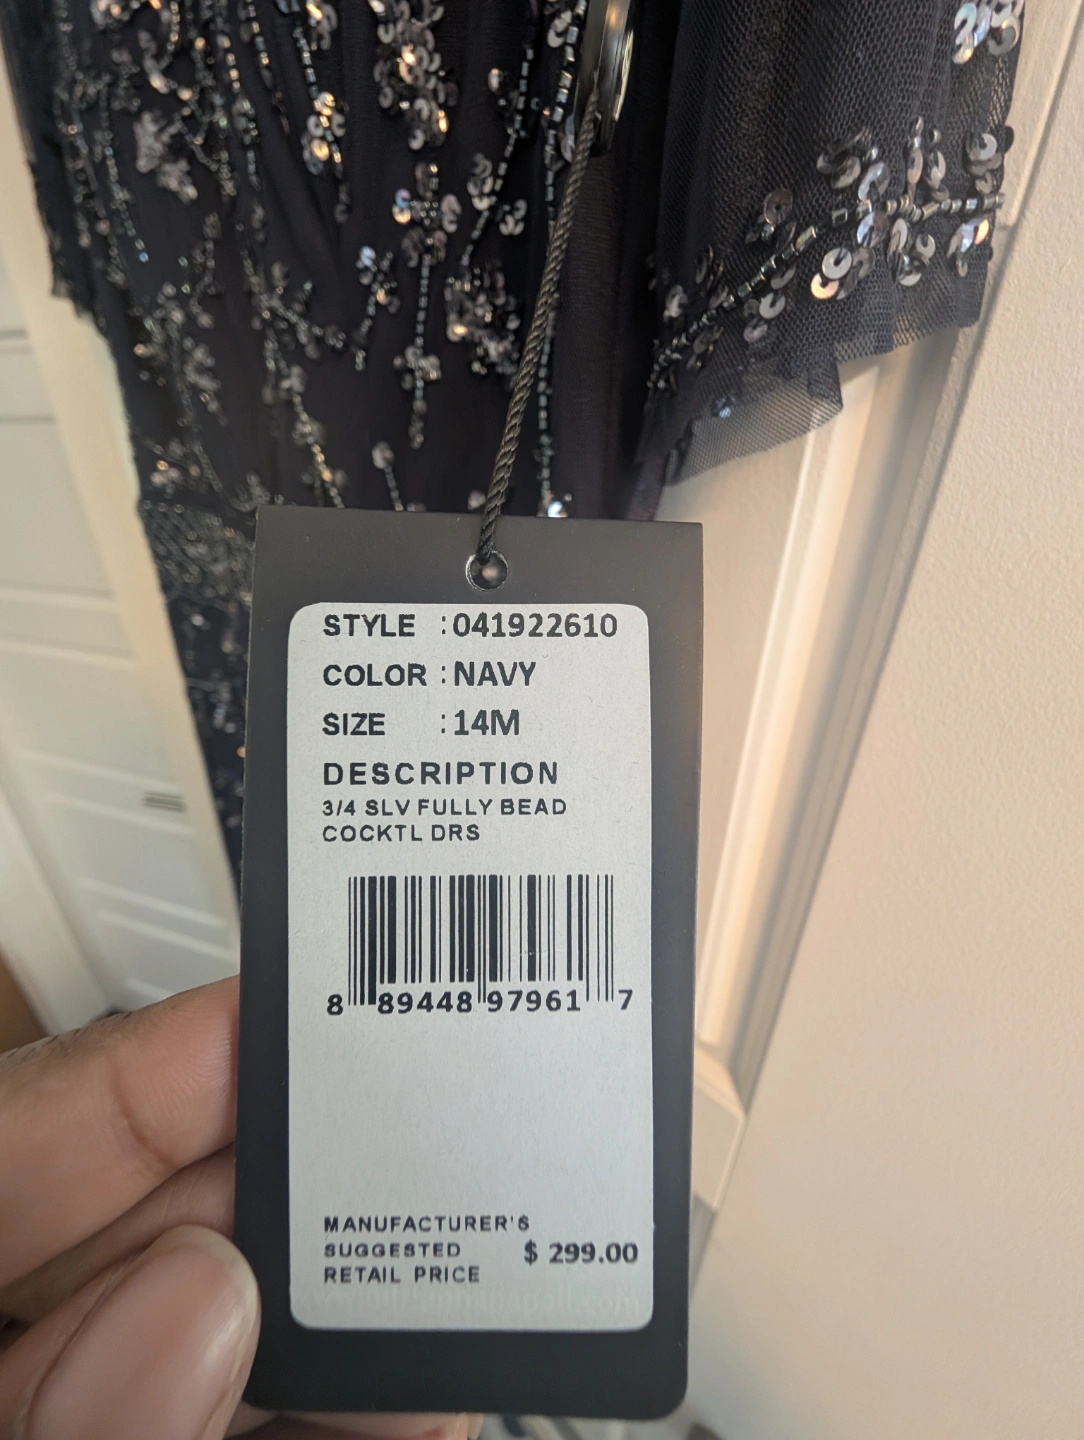 STYLE : 041922610
COLOR : NAVY
SIZE : 14M
DESCRIPTION
3/4 SLV FULLY BEAD
COCKTL DRS
8 89448 97961 7
MANUFACTURER'S
SUGGESTED $ 299.00
RETAIL PRICE